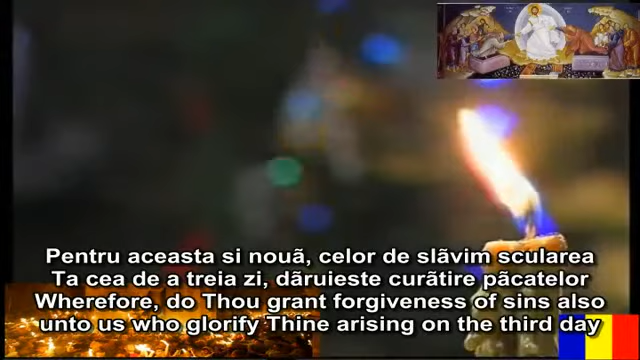 Pentru aceasta si nouã, celor de slãvim scularea
Ta cea de a treia zi, dãruieste curãtire pãcatelor
Wherefore, do Thou grant forgiveness of sins also
unto us who glorify Thine arising on the third day